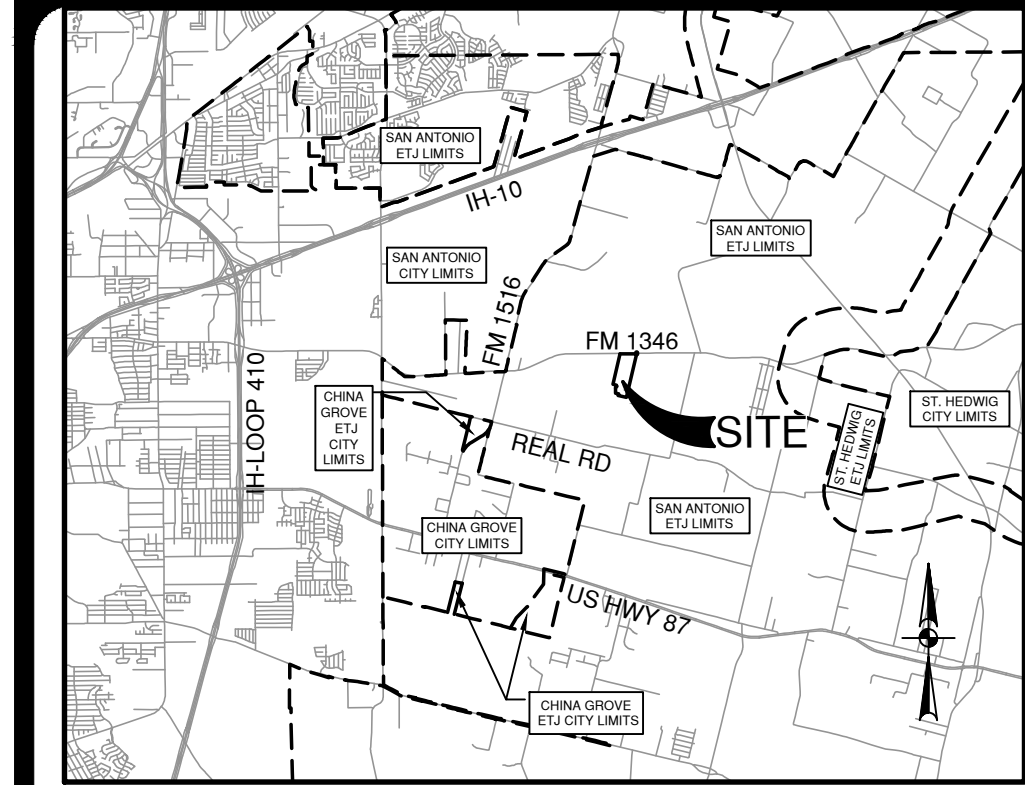 SAN ANTONIO
ETJ LIMITS
IH-10
SAN ANTONIO
CITY LIMITS
SAN ANTONIO
ETJ LIMITS
FM 1516
FM 1346
IH-LOOP 410
CHINA
GROVE
ETJ
CITY
LIMITS
SITE
REAL RD
ST. HEDWIG
ETJ LIMITS
ST. HEDWIG
CITY LIMITS
SAN ANTONIO
ETJ LIMITS
CHINA GROVE
CITY LIMITS
US HWY 87
CHINA GROVE
ETJ CITY LIMITS